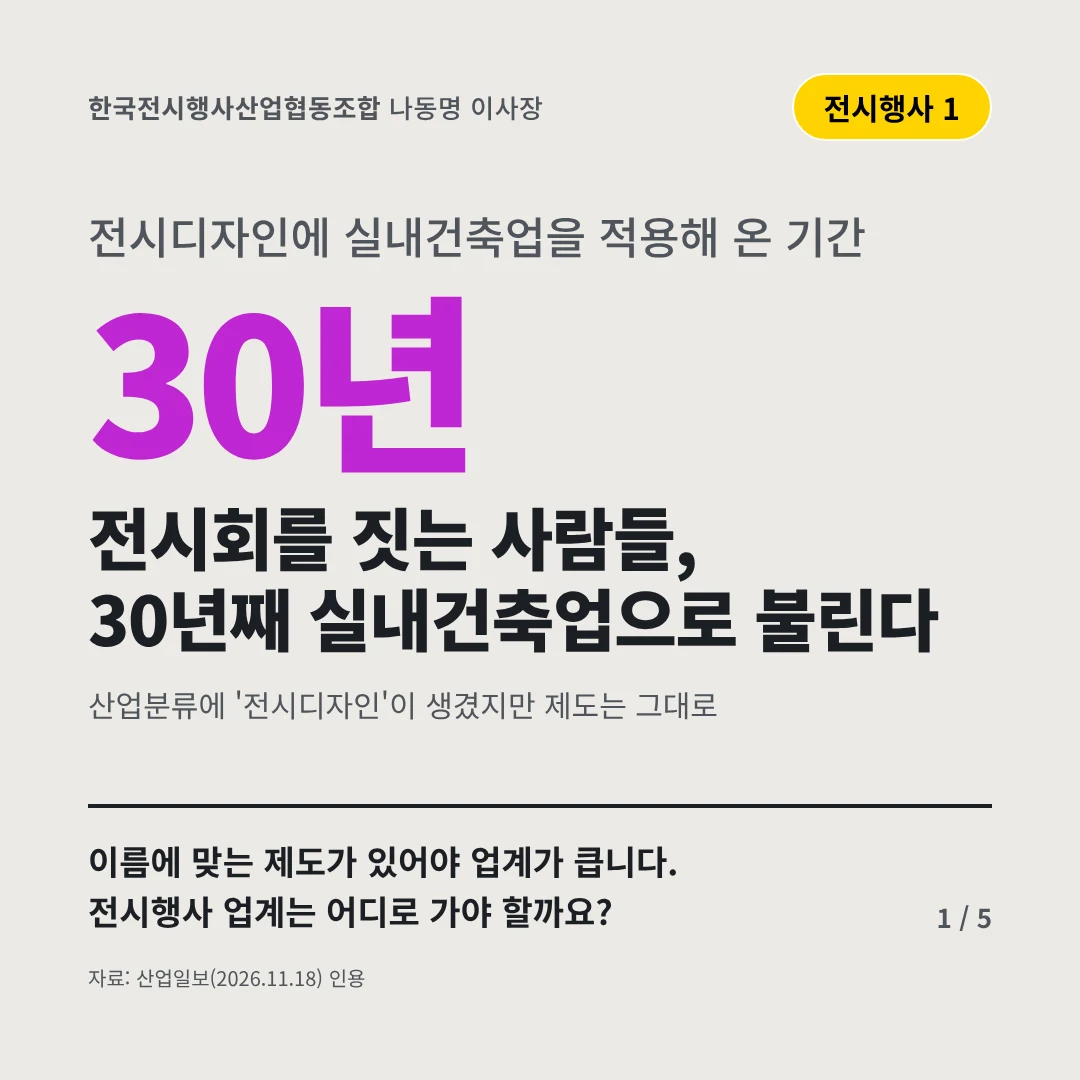 한국전시행사산업협동조합 나동명 이사장
전시행사 1
전시디자인에 실내건축업을 적용해 온 기간
30년
전시회를 짓는 사람들,
30년째 실내건축업으로 불린다
산업분류에 '전시디자인'이 생겼지만 제도는 그대로
이름에 맞는 제도가 있어야 업계가 큽니다.
전시행사 업계는 어디로 가야 할까요?
1 / 5
자료: 산업일보(2026.11.18) 인용